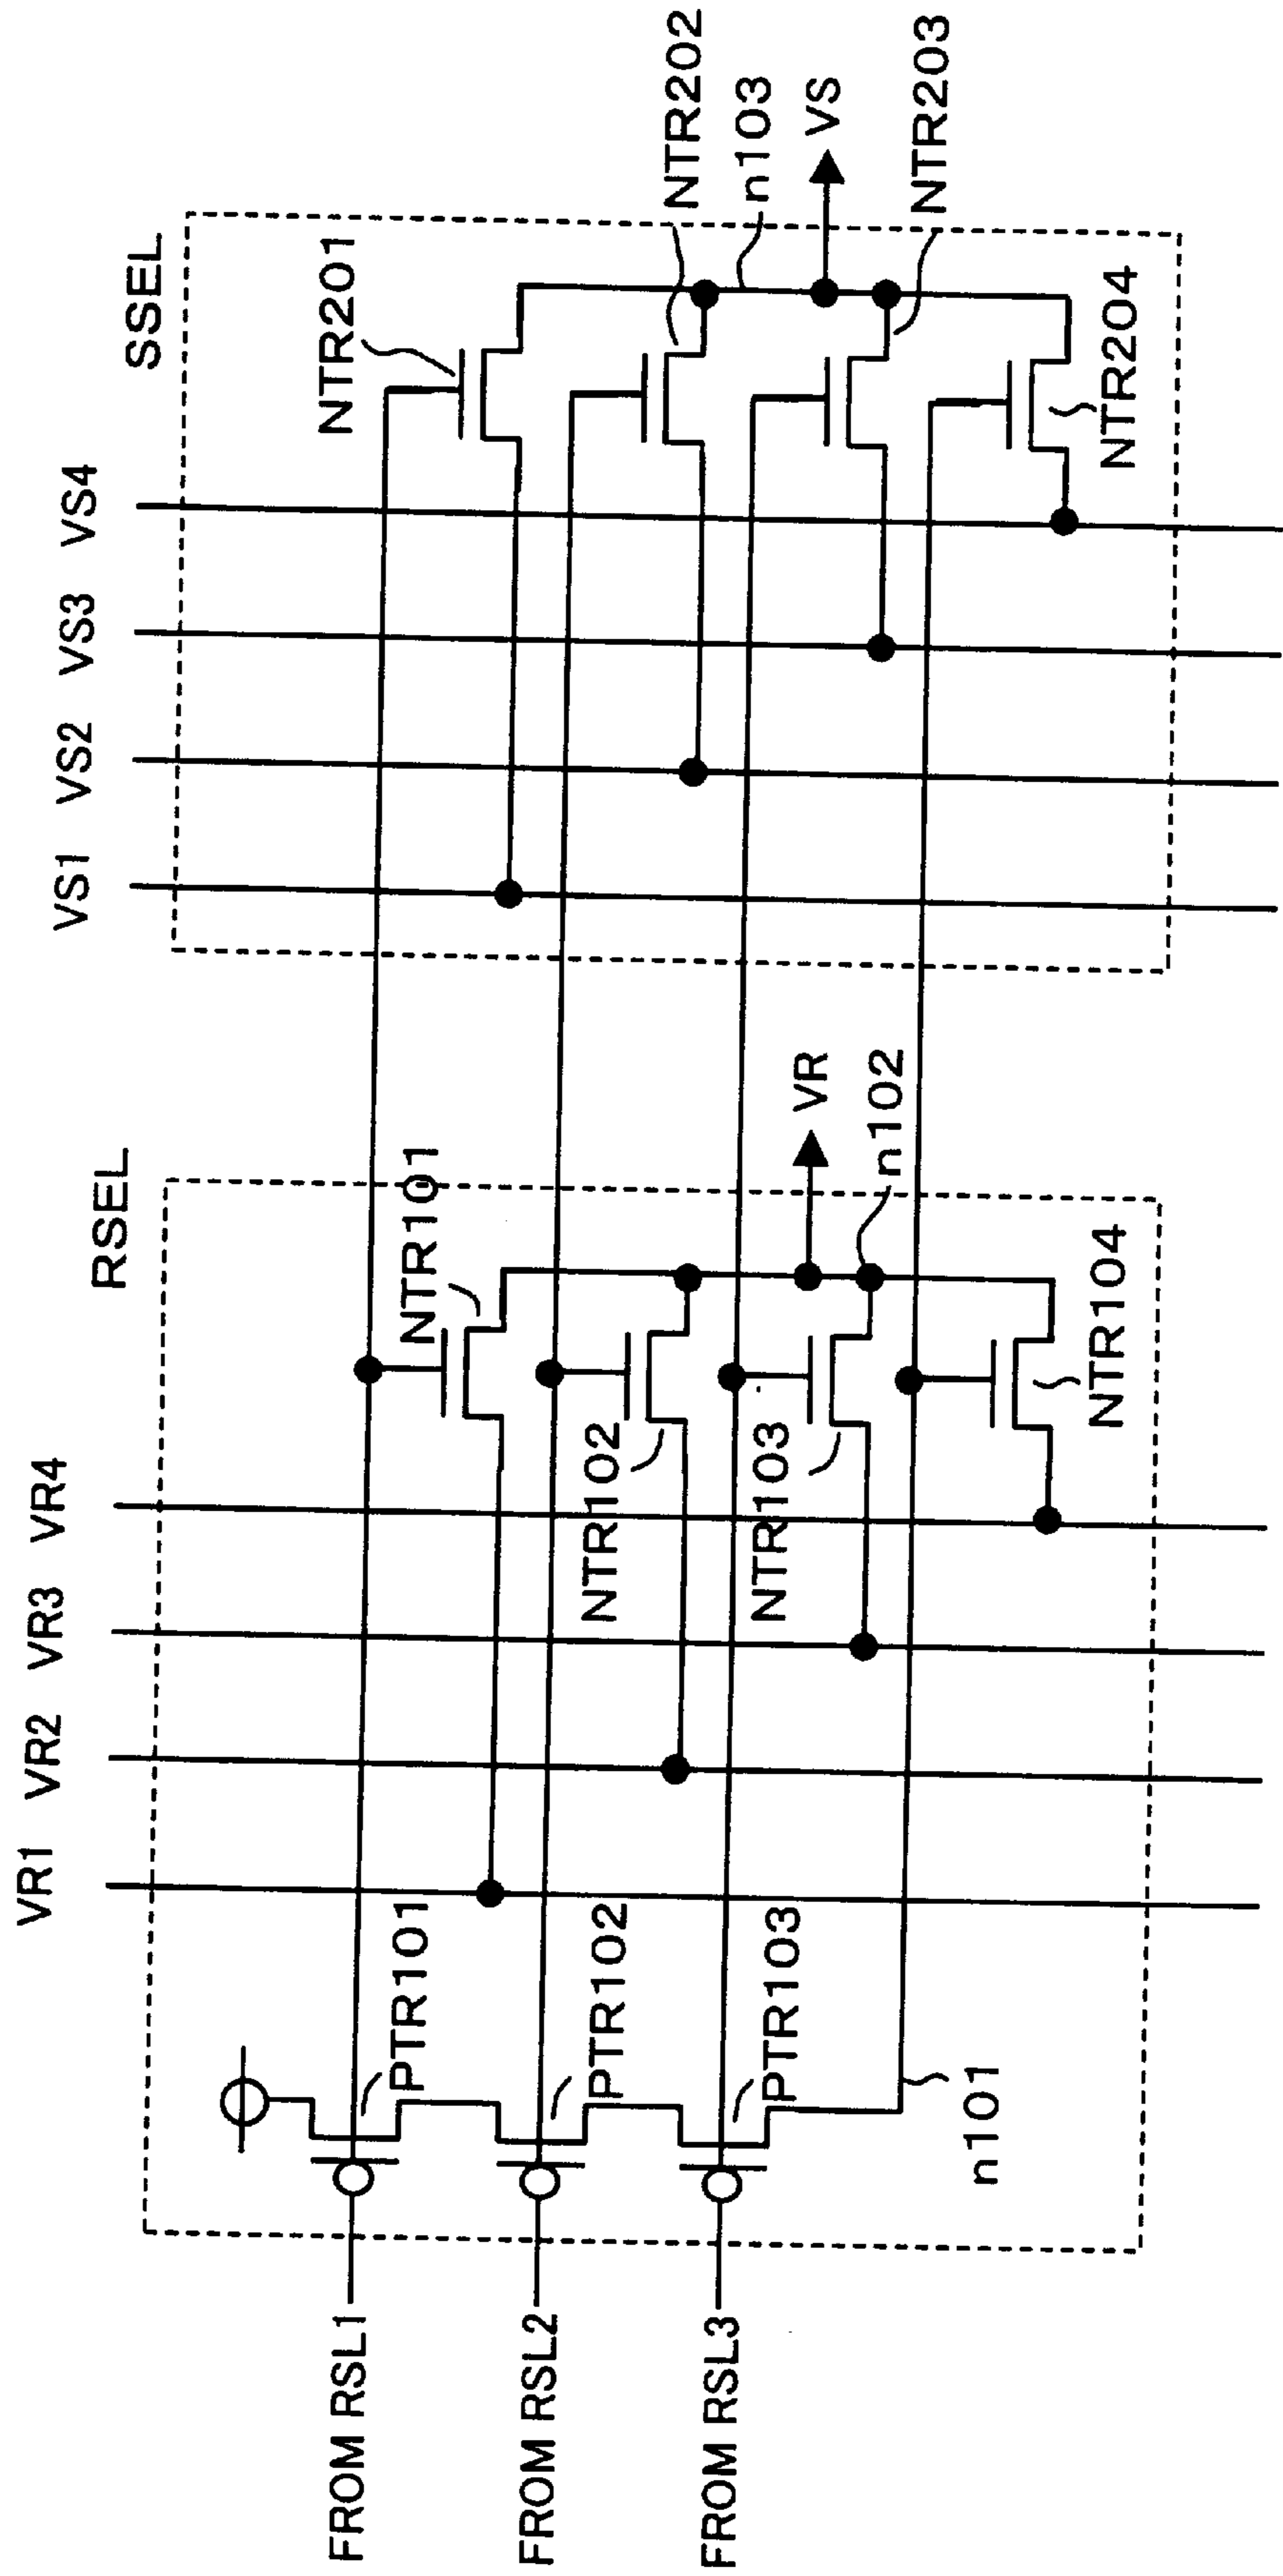 RSEL
SSEL
VR1
VR2
VR3
VR4
VS1
VS2
VS3
VS4
FROM RSL1
PTR101
NTR101
NTR201
FROM RSL2
PTR102
NTR102
NTR202
n103
VR
VS
FROM RSL3
PTR103
NTR103
n102
NTR203
n101
NTR104
NTR204